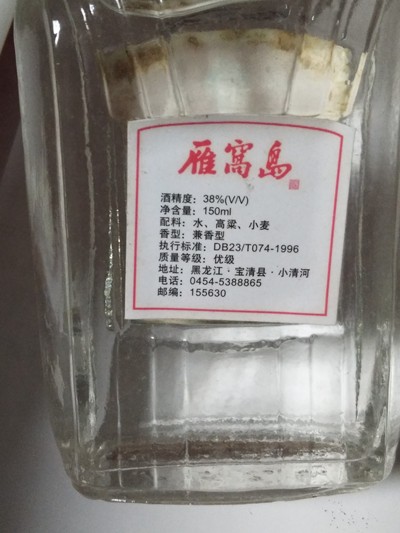 雁窝岛
酒精度：38%(V/V)
净含量：150ml
配料：水、高粱、小麦
香型：兼香型
执行标准：DB23/T074-1996
质量等级：优级
地址：黑龙江·宝清县·小清河
电话：0454-5388865
邮编：155630